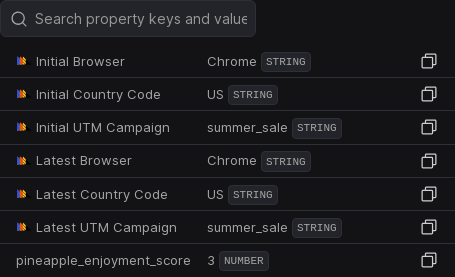 Search property keys and value
Initial Browser Chrome STRING
Initial Country Code US STRING
Initial UTM Campaign summer_sale STRING
Latest Browser Chrome STRING
Latest Country Code US STRING
Latest UTM Campaign summer_sale STRING
pineapple_enjoyment_score 3 NUMBER